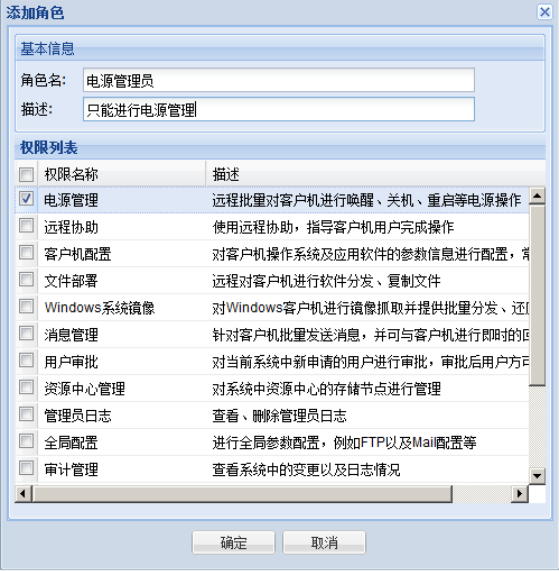 添加角色
基本信息
角色名: 电源管理员
描述: 只能进行电源管理
权限列表
权限名称 描述
电源管理 远程批量对客户机进行唤醒、关机、重启等电源操作
远程协助 使用远程协助，指导客户机用户完成操作
客户机配置 对客户机操作系统及应用软件的参数信息进行配置，常
文件部署 远程对客户机进行软件分发、复制文件
Windows系统镜像 对Windows客户机进行镜像抓取并提供批量分发、还
消息管理 针对客户机批量发送消息，并可与客户机进行即时的
用户审批 对当前系统中新申请的用户进行审批，审批后用户方可
资源中心管理 对系统中资源中心的存储节点进行管理
管理员日志 查看、删除管理员日志
全局配置 进行全局参数配置，例如FTP以及Mail配置等
审计管理 查看系统中的变更以及日志情况
确定 取消